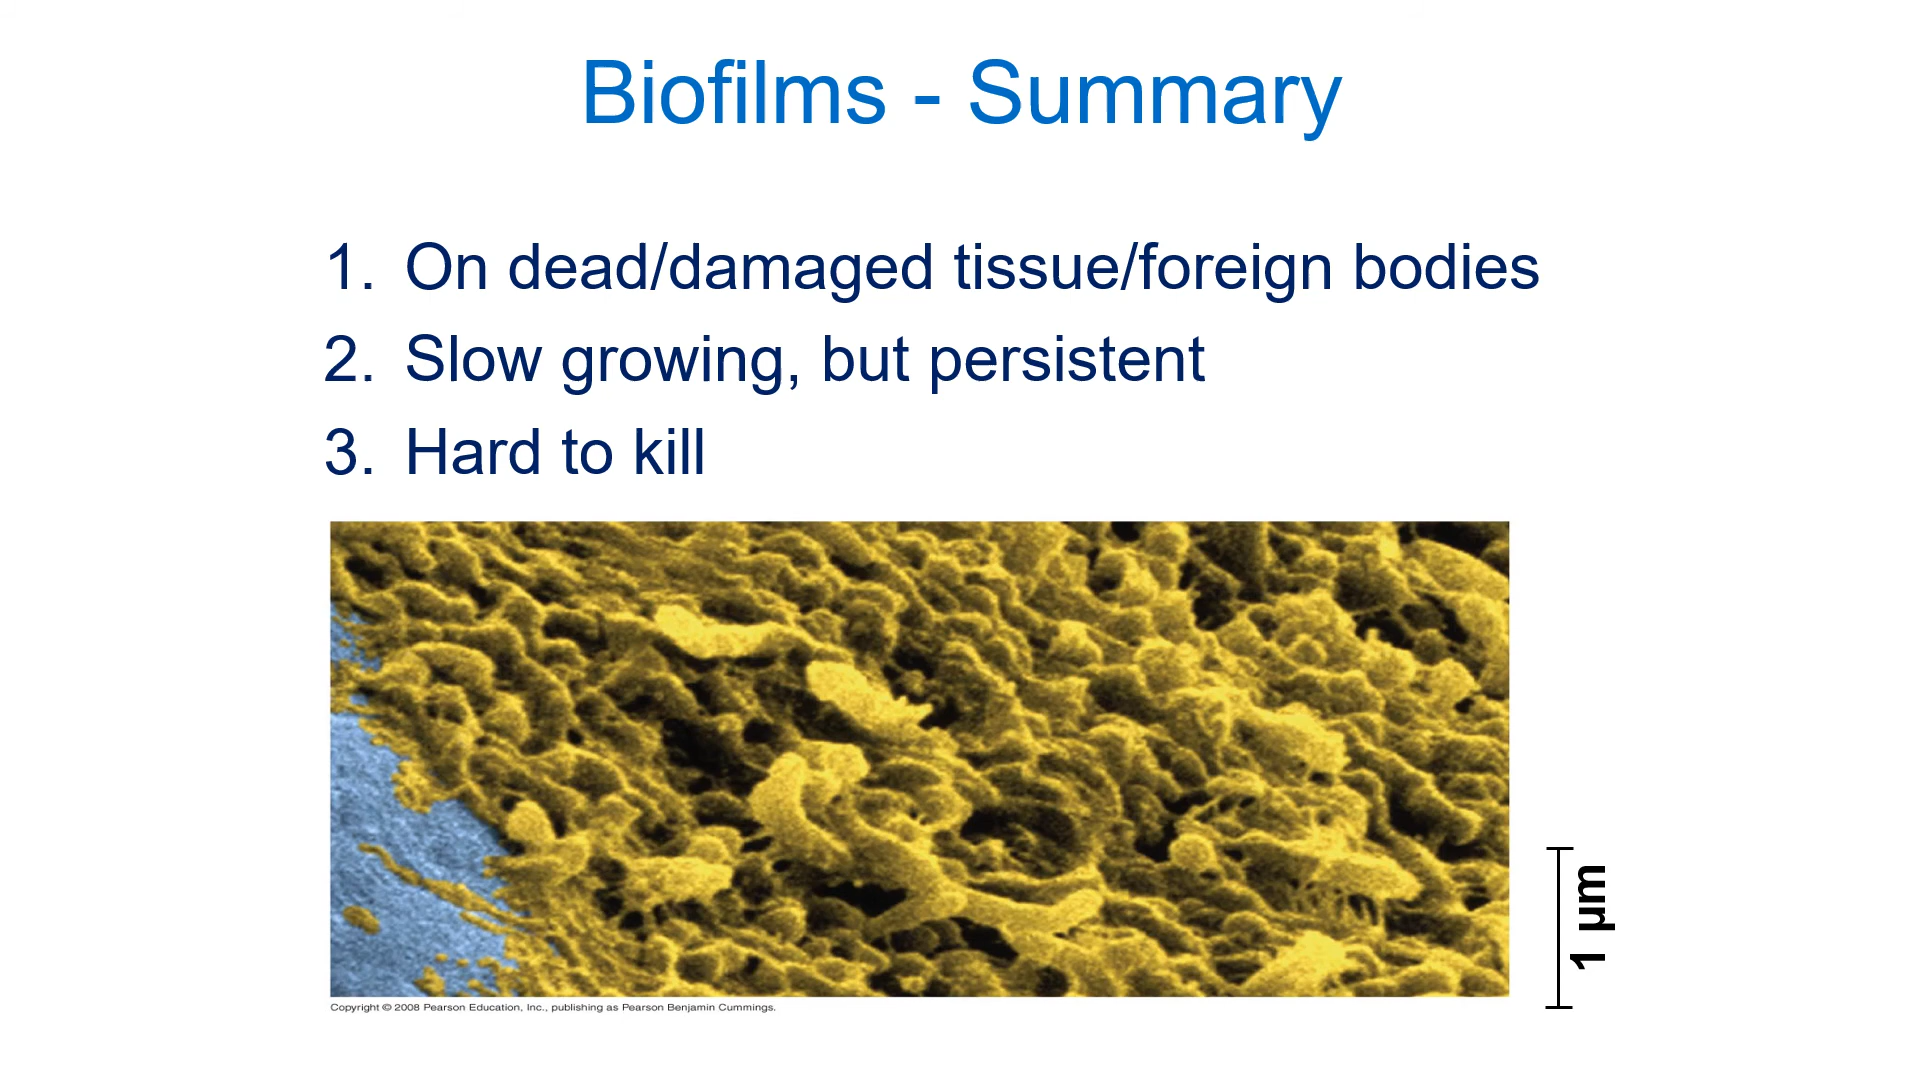 Biofilms - Summary
1. On dead/damaged tissue/foreign bodies
2. Slow growing, but persistent
3. Hard to kill
1 µm
Copyright © 2008 Pearson Education, Inc., publishing as Pearson Benjamin Cummings.